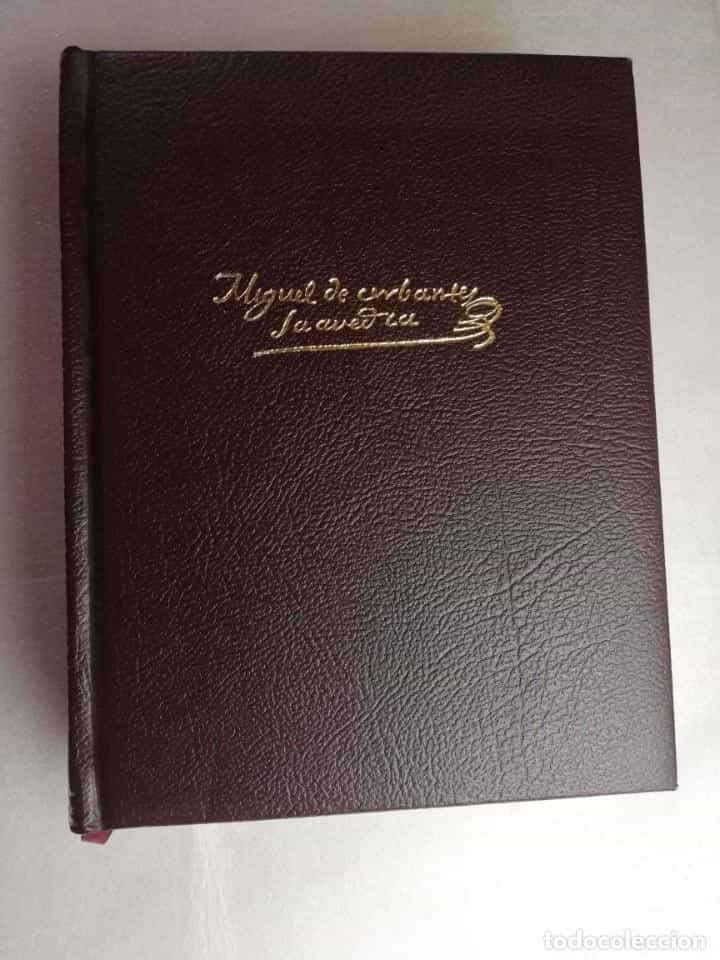 Miguel de cerbantes
saavedra
todocoleccion